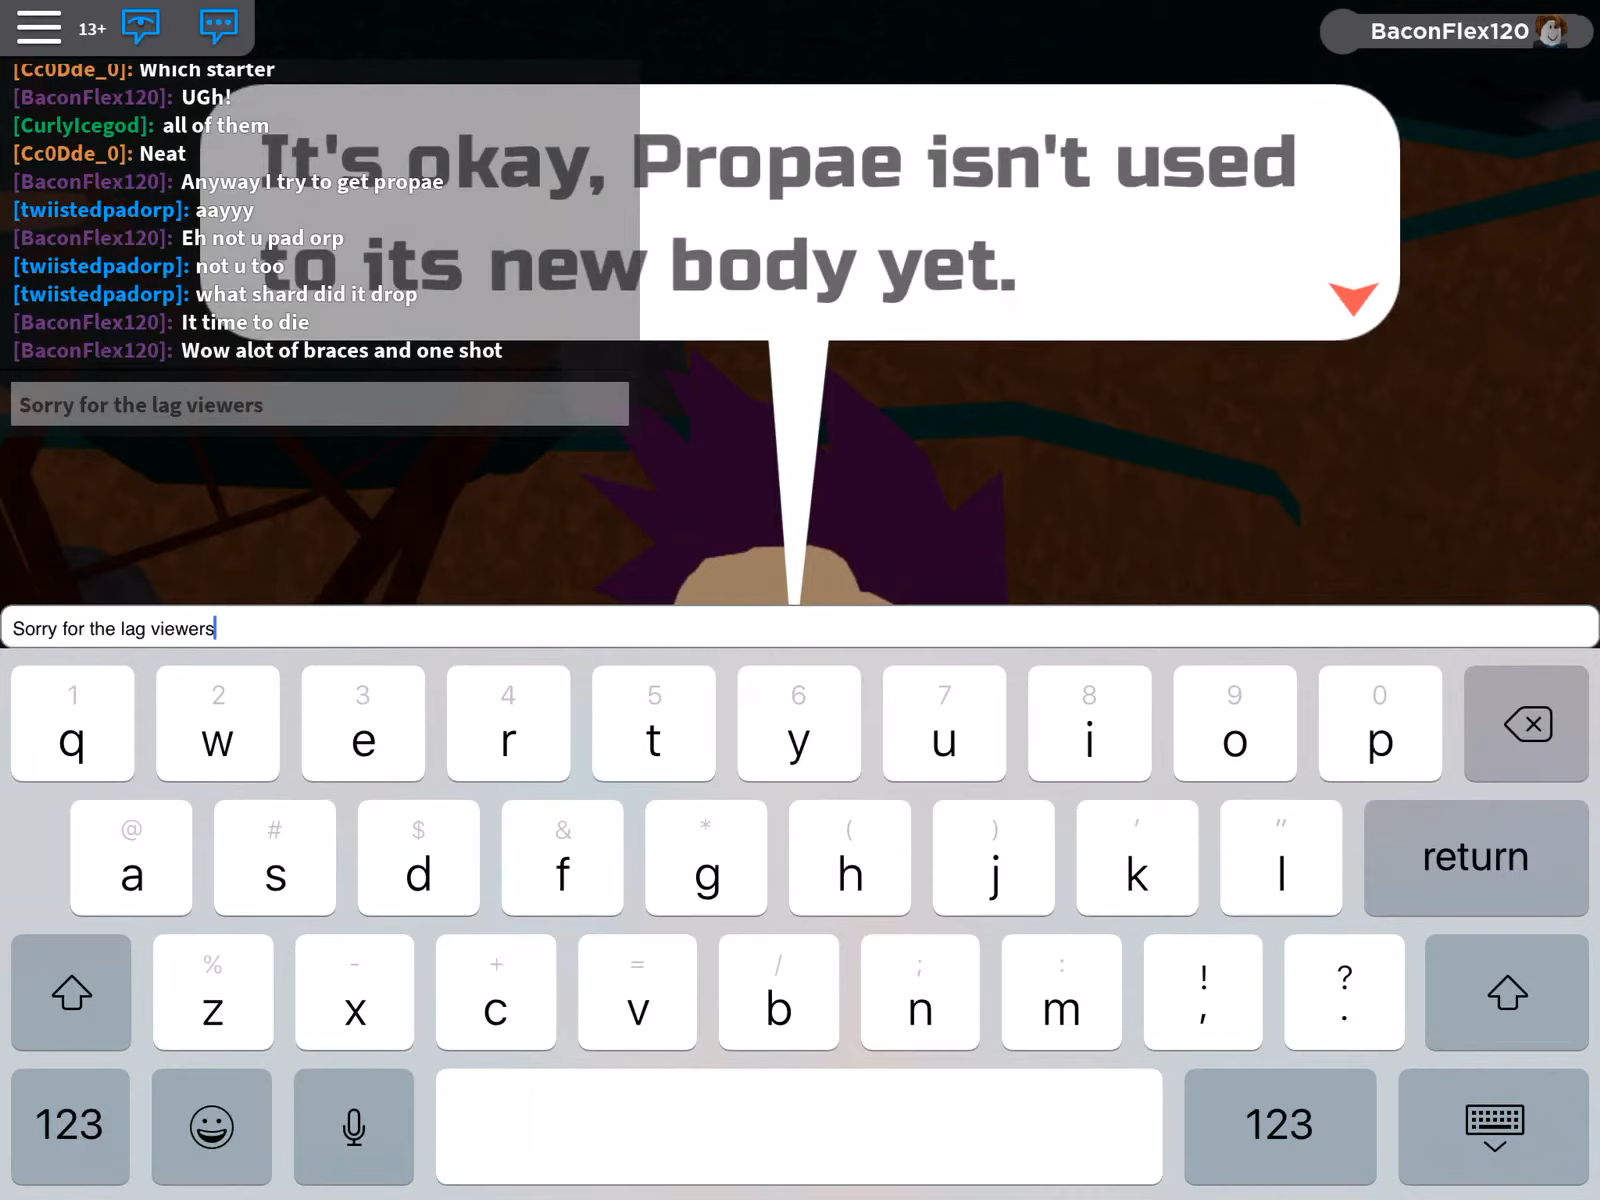 13+
BaconFlex120
[Cc0Dde_0]: Which starter
[BaconFlex120]: UGh!
[CurlyIcegod]: all of them
[Cc0Dde_0]: Neat
[BaconFlex120]: Anyway I try to get propae
[twiistedpadorp]: aayyy
[BaconFlex120]: Eh not u pad orp
[twiistedpadorp]: not u too
[twiistedpadorp]: what shard did it drop
[BaconFlex120]: It time to die
[BaconFlex120]: Wow alot of braces and one shot
Sorry for the lag viewers
It's okay, Propae isn't used
to its new body yet.
Sorry for the lag viewers
1 2 3 4 5 6 7 8 9 0
q w e r t y u i o p
@ # $ & * ( ) ' "
a s d f g h j k l return
% - + = / ; : ! ?
z x c v b n m , .
123 123